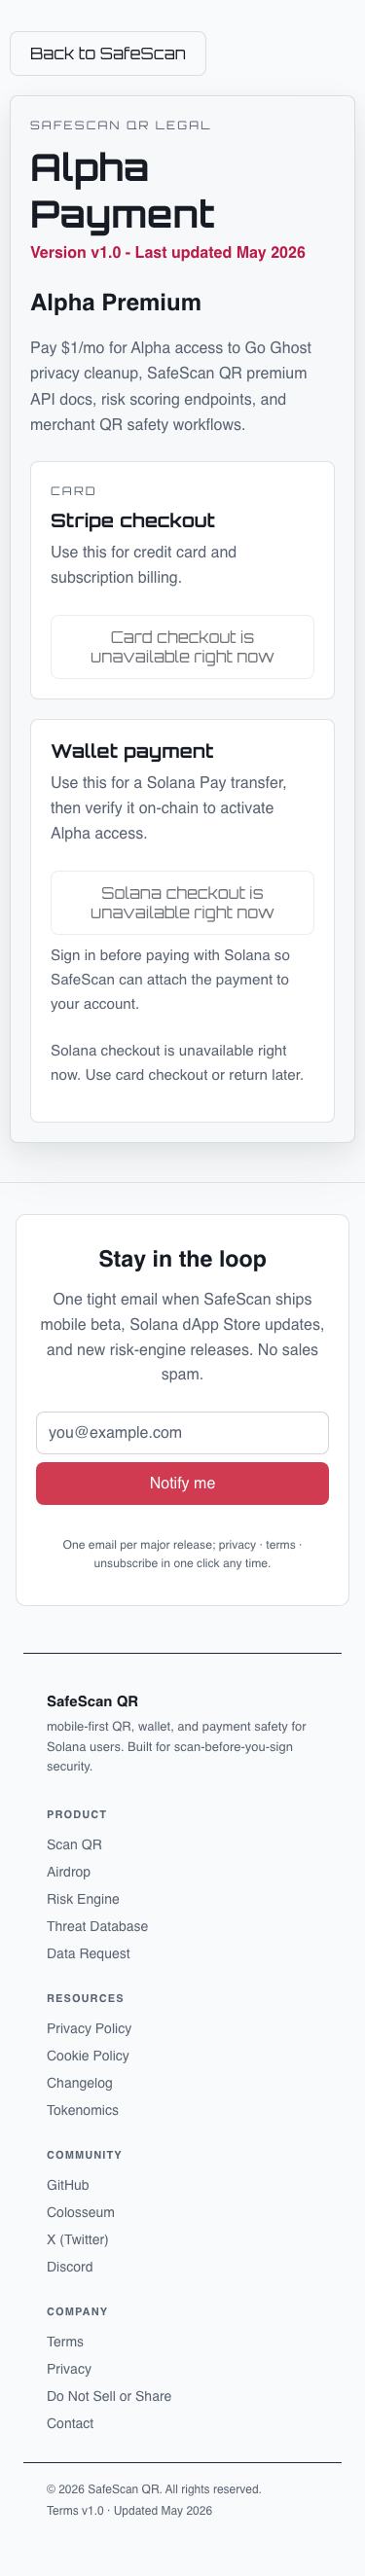 Back to SafeScan
SAFESCAN QR LEGAL
Alpha
Payment
Version v1.0 - Last updated May 2026
Alpha Premium
Pay $1/mo for Alpha access to Go Ghost
privacy cleanup, SafeScan QR premium
API docs, risk scoring endpoints, and
merchant QR safety workflows.
CARD
Stripe checkout
Use this for credit card and
subscription billing.
Card checkout is
unavailable right now
Wallet payment
Use this for a Solana Pay transfer,
then verify it on-chain to activate
Alpha access.
Solana checkout is
unavailable right now
Sign in before paying with Solana so
SafeScan can attach the payment to
your account.
Solana checkout is unavailable right
now. Use card checkout or return later.
Stay in the loop
One tight email when SafeScan ships
mobile beta, Solana dApp Store updates,
and new risk-engine releases. No sales
spam.
you@example.com
Notify me
One email per major release; privacy · terms ·
unsubscribe in one click any time.
SafeScan QR
mobile-first QR, wallet, and payment safety for
Solana users. Built for scan-before-you-sign
security.
PRODUCT
Scan QR
Airdrop
Risk Engine
Threat Database
Data Request
RESOURCES
Privacy Policy
Cookie Policy
Changelog
Tokenomics
COMMUNITY
GitHub
Colosseum
X (Twitter)
Discord
COMPANY
Terms
Privacy
Do Not Sell or Share
Contact
© 2026 SafeScan QR. All rights reserved.
Terms v1.0 · Updated May 2026